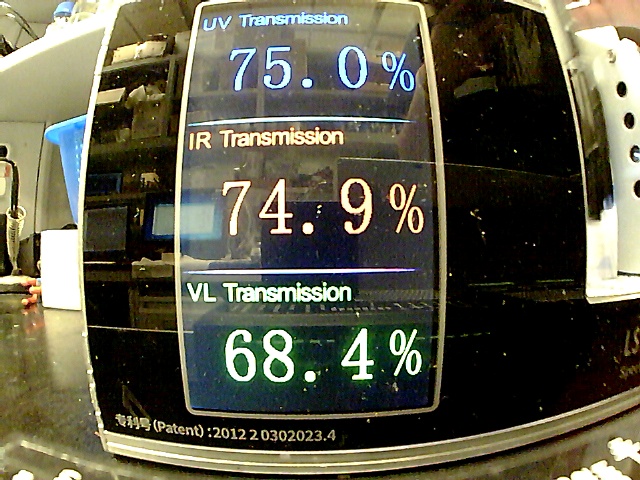 UV Transmission
75.0%
IR Transmission
74.9%
VL Transmission
68.4%
专利号(Patent):2012 2 0302023.4
LS